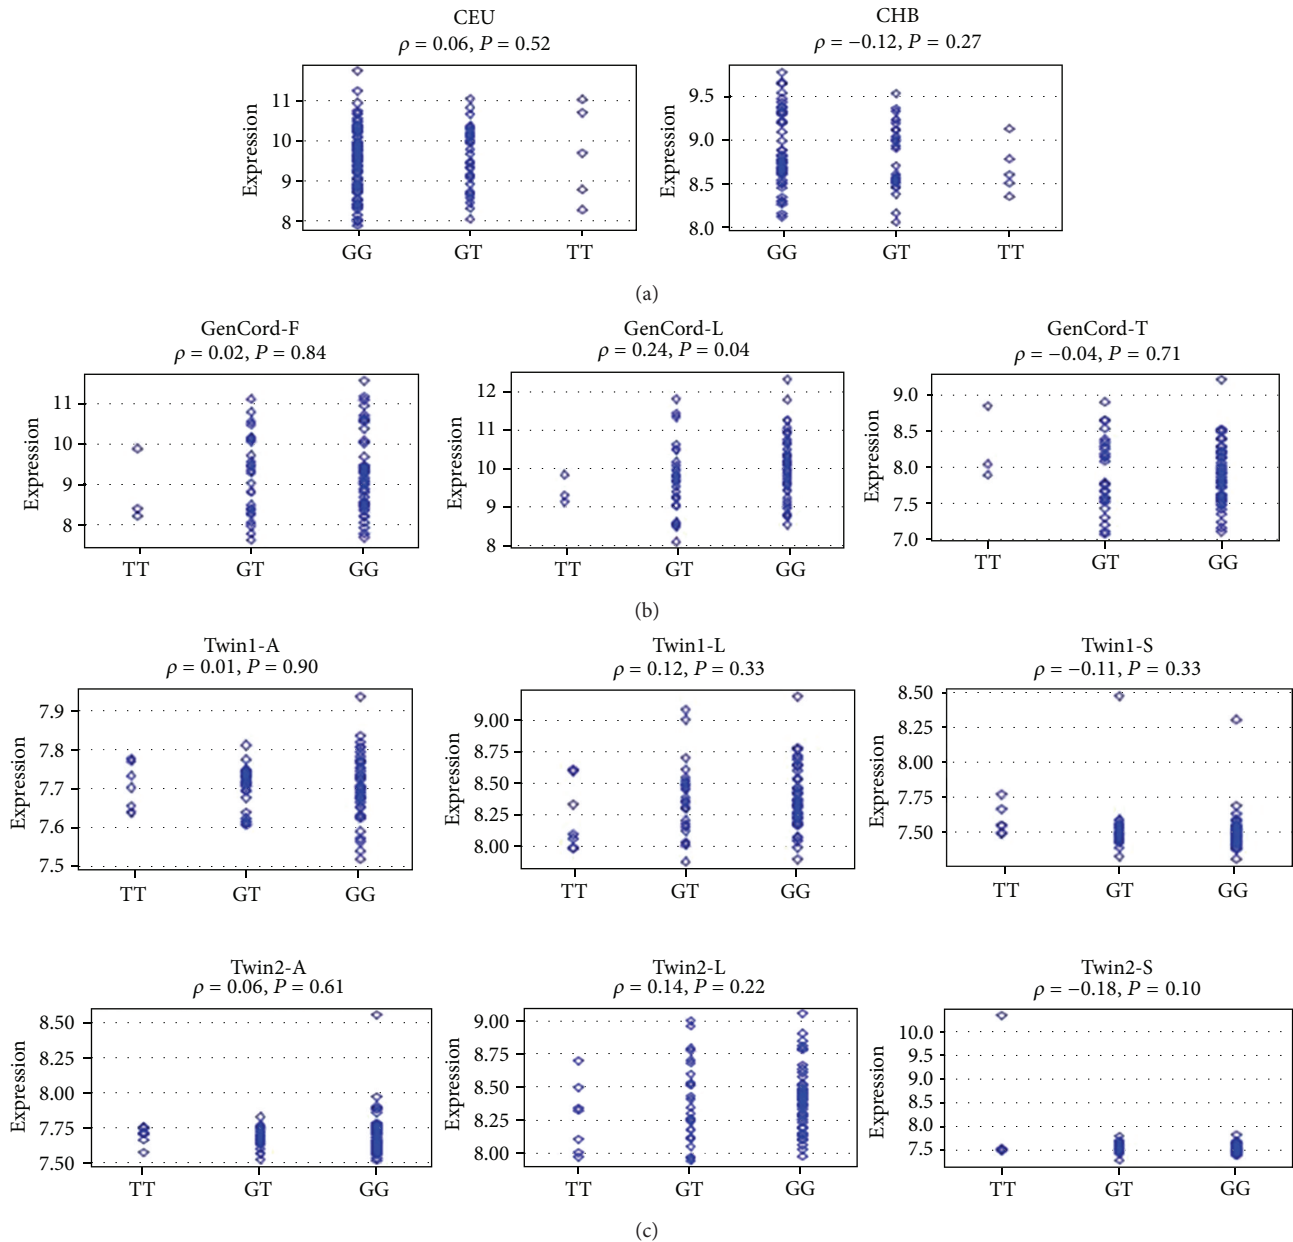 CEU
ρ = 0.06, P = 0.52
CHB
ρ = −0.12, P = 0.27
Expression
11
10
9
8
GG GT TT
Expression
9.5
9.0
8.5
8.0
GG GT TT
(a)
GenCord-F
ρ = 0.02, P = 0.84
GenCord-L
ρ = 0.24, P = 0.04
GenCord-T
ρ = −0.04, P = 0.71
Expression
11
10
9
8
TT GT GG
Expression
12
11
10
9
8
TT GT GG
Expression
9.0
8.5
8.0
7.5
7.0
TT GT GG
(b)
Twin1-A
ρ = 0.01, P = 0.90
Twin1-L
ρ = 0.12, P = 0.33
Twin1-S
ρ = −0.11, P = 0.33
Expression
7.9
7.8
7.7
7.6
7.5
TT GT GG
Expression
9.00
8.75
8.50
8.25
8.00
TT GT GG
Expression
8.50
8.25
8.00
7.75
7.50
TT GT GG
Twin2-A
ρ = 0.06, P = 0.61
Twin2-L
ρ = 0.14, P = 0.22
Twin2-S
ρ = −0.18, P = 0.10
Expression
8.50
8.25
8.00
7.75
7.50
TT GT GG
Expression
9.00
8.75
8.50
8.25
8.00
TT GT GG
Expression
10.0
9.5
9.0
8.5
8.0
7.5
TT GT GG
(c)